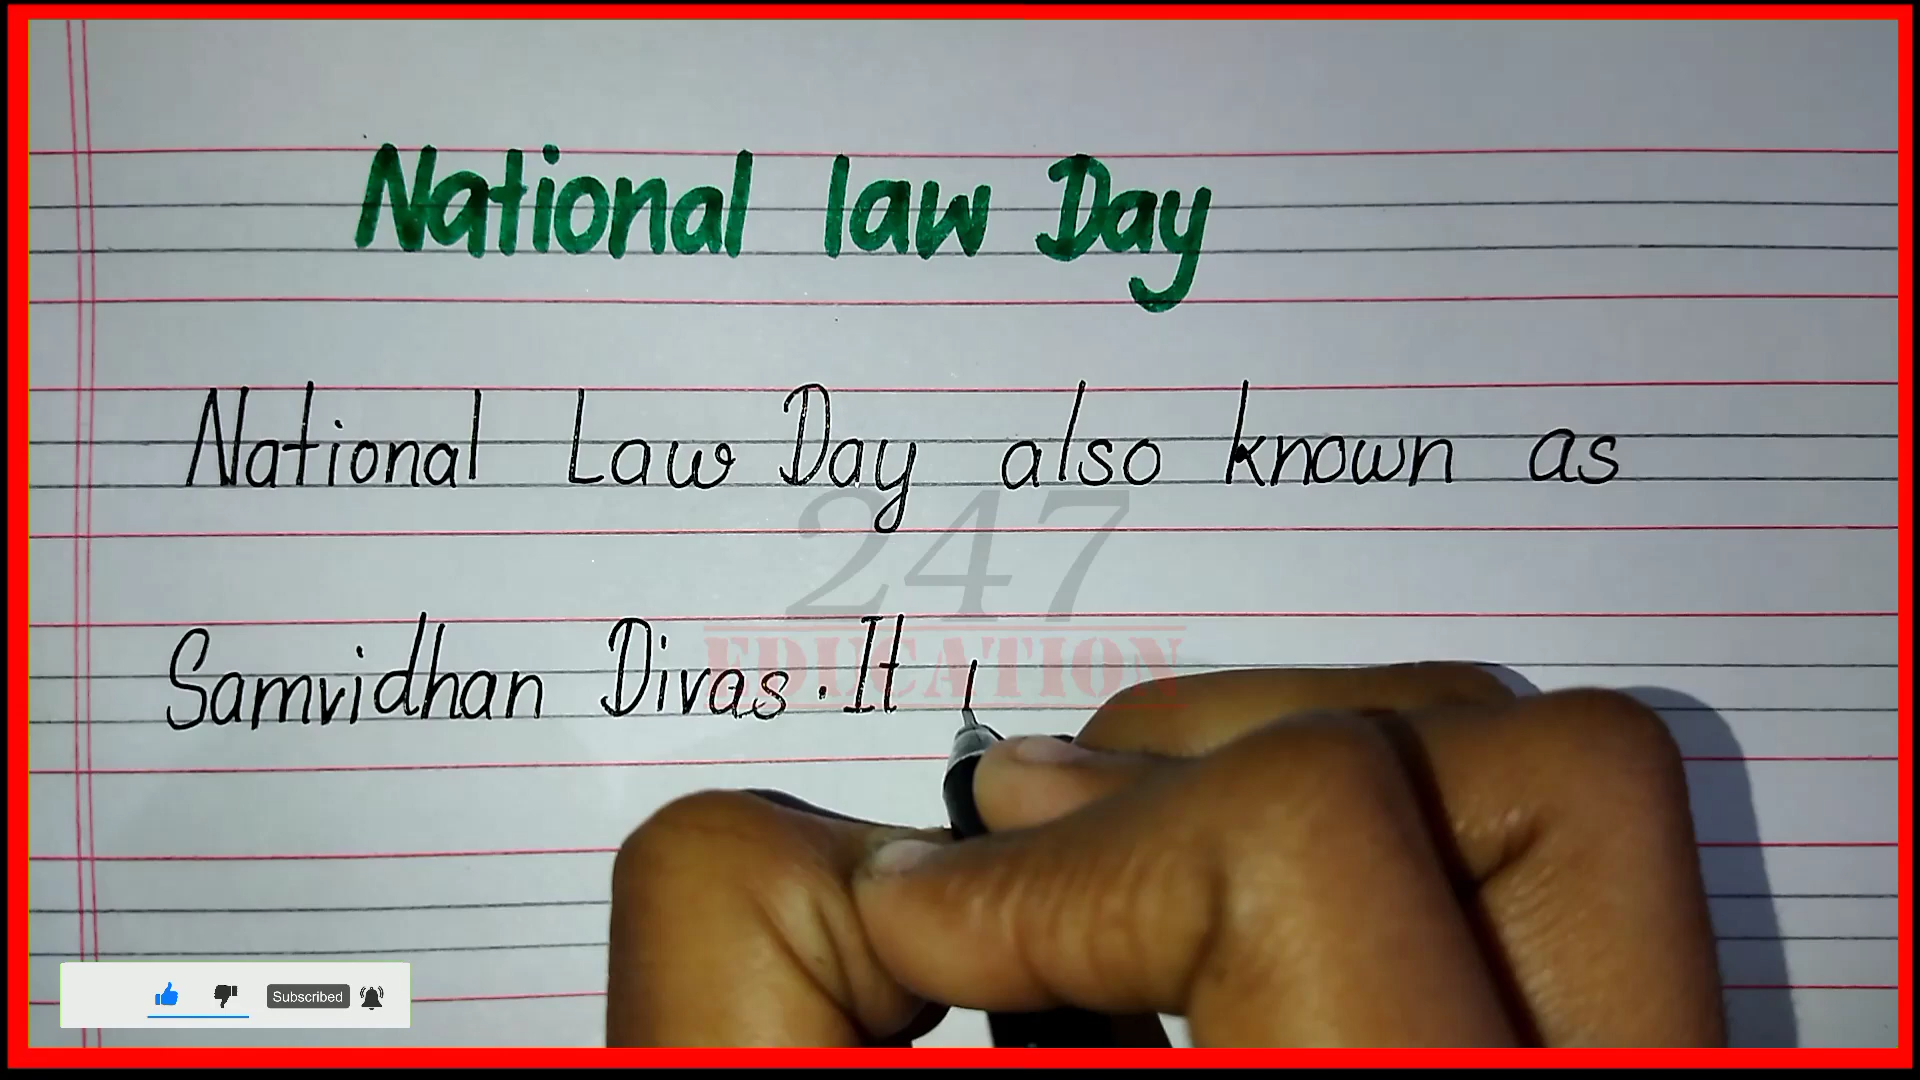 National law Day
National Law Day also known as
247
Samvidhan Divas. It
EDUCATION
Subscribed